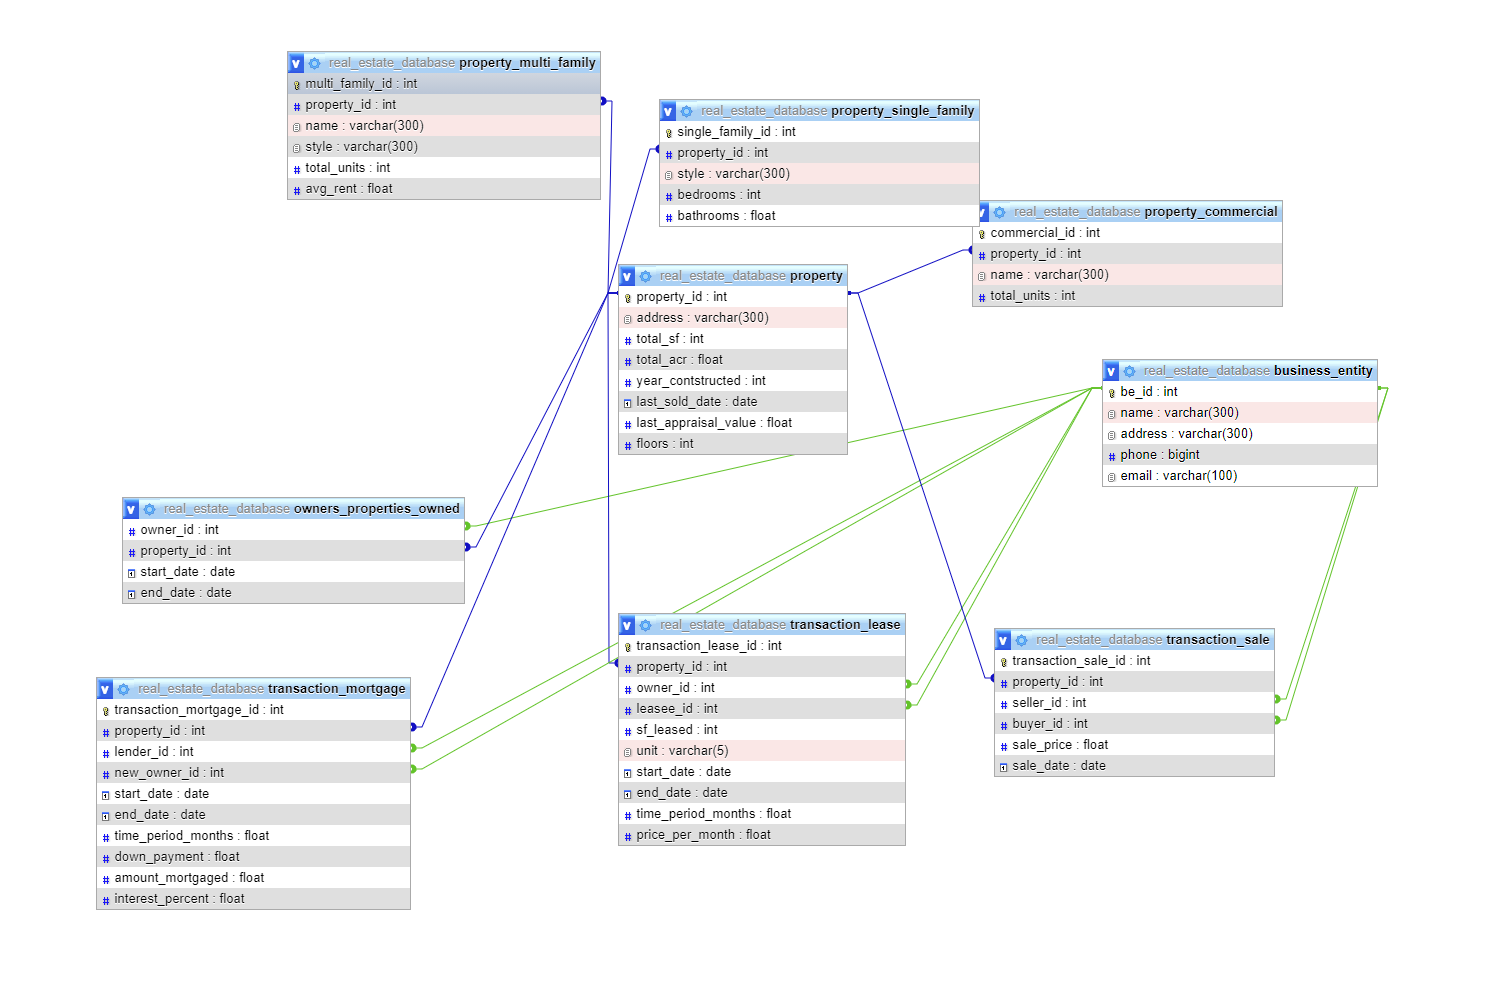 real_estate_database property_multi_family
multi_family_id : int
property_id : int
name : varchar(300)
style : varchar(300)
total_units : int
avg_rent : float
real_estate_database property_single_family
single_family_id : int
property_id : int
style : varchar(300)
bedrooms : int
bathrooms : float
real_estate_database property_commercial
commercial_id : int
property_id : int
name : varchar(300)
total_units : int
real_estate_database property
property_id : int
address : varchar(300)
total_sf : int
total_acr : float
year_contstructed : int
last_sold_date : date
last_appraisal_value : float
floors : int
real_estate_database business_entity
be_id : int
name : varchar(300)
address : varchar(300)
phone : bigint
email : varchar(100)
real_estate_database owners_properties_owned
owner_id : int
property_id : int
start_date : date
end_date : date
real_estate_database transaction_lease
transaction_lease_id : int
property_id : int
owner_id : int
leasee_id : int
sf_leased : int
unit : varchar(5)
start_date : date
end_date : date
time_period_months : float
price_per_month : float
real_estate_database transaction_sale
transaction_sale_id : int
property_id : int
seller_id : int
buyer_id : int
sale_price : float
sale_date : date
real_estate_database transaction_mortgage
transaction_mortgage_id : int
property_id : int
lender_id : int
new_owner_id : int
start_date : date
end_date : date
time_period_months : float
down_payment : float
amount_mortgaged : float
interest_percent : float